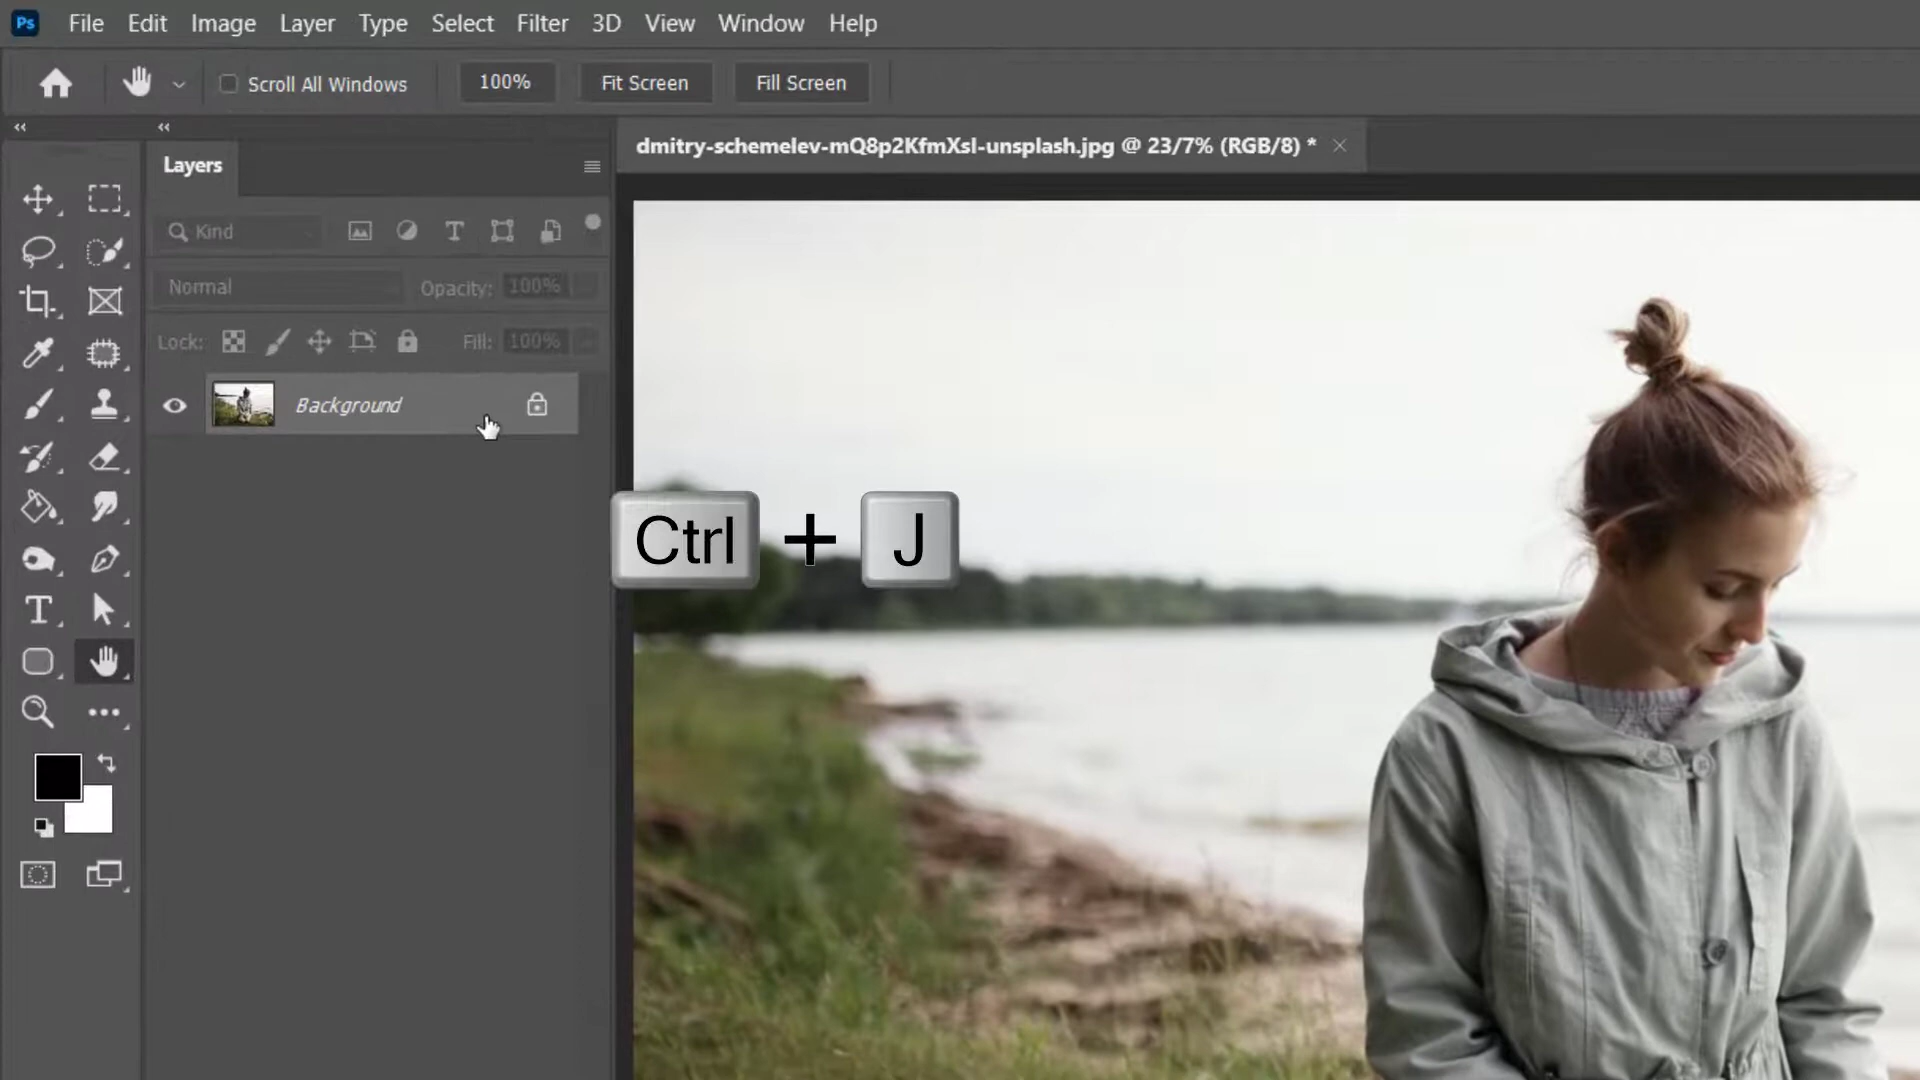 Ps File Edit Image Layer Type Select Filter 3D View Window Help
Scroll All Windows 100% Fit Screen Fill Screen
dmitry-schemelev-mQ8p2KfmXsI-unsplash.jpg @ 23/7% (RGB/8) *
Layers
Kind
Normal Opacity: 100%
Lock: Fill: 100%
Background
Ctrl + J